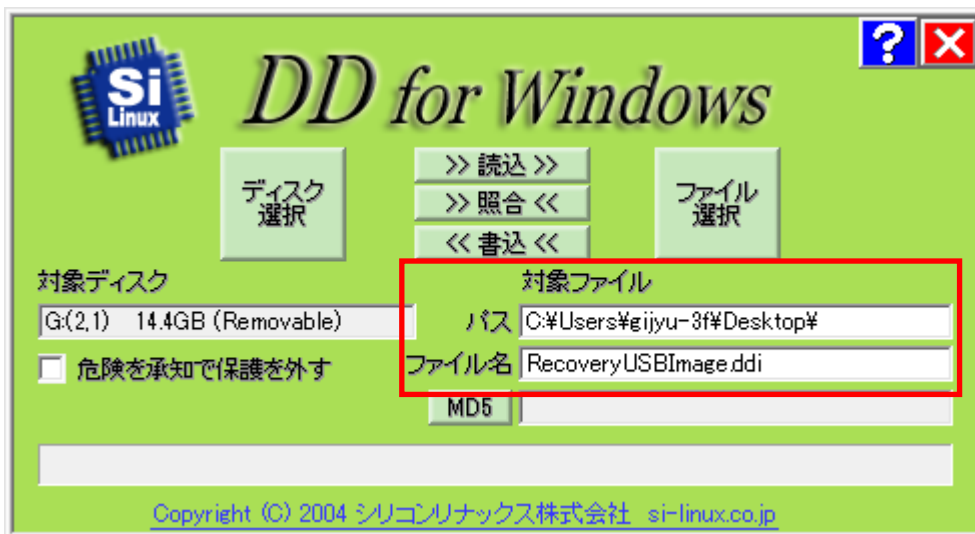 ?
Si
Linux
DD for Windows
ディスク
選択
>> 読込 >>
>> 照合 <<
<< 書込 <<
ファイル
選択
対象ディスク
対象ファイル
G:(2,1) 14.4GB (Removable)
パス C:¥Users¥gijyu-3f¥Desktop¥
危険を承知で保護を外す
ファイル名 RecoveryUSBImage.ddi
MD5
Copyright (C) 2004 シリコンリナックス株式会社 si-linux.co.jp